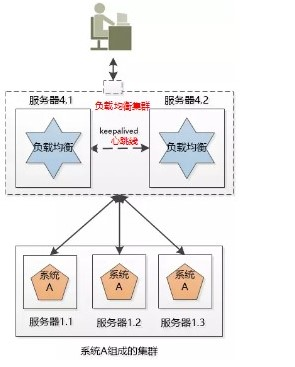 服务器4.1
负载均衡集群
服务器4.2
负载均衡
keepalived
心跳线
负载均衡
系统
A
系统
A
系统
A
服务器1.1
服务器1.2
服务器1.3
系统A组成的集群